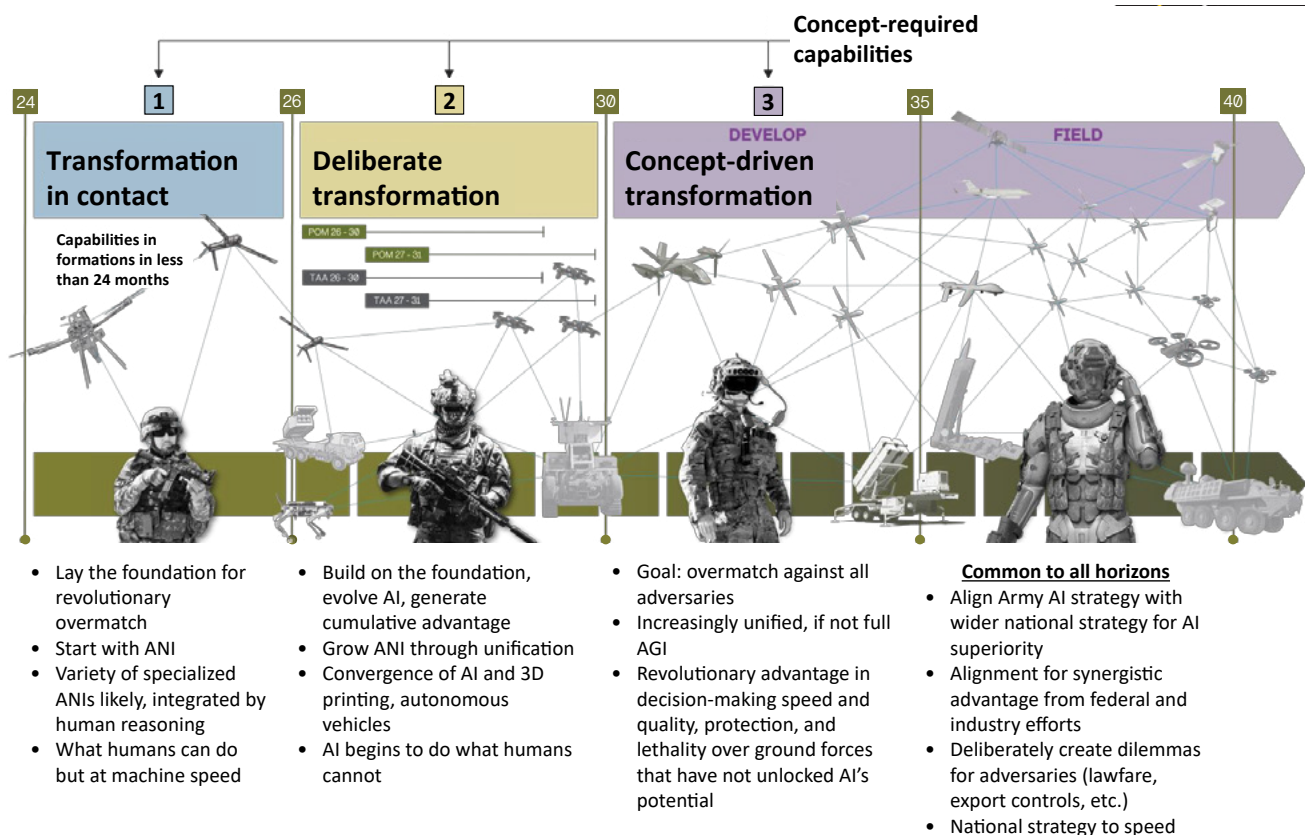 Concept-required
capabilities
24
1
26
2
30
3
35
40
Transformation
in contact
Deliberate
transformation
DEVELOP
FIELD
Concept-driven
transformation
Capabilities in
formations in less
than 24 months
POM 26 - 30
POM 27 - 31
TAA 26 - 30
TAA 27 - 31
• Lay the foundation for
revolutionary
overmatch
• Start with ANI
• Variety of specialized
ANIs likely, integrated by
human reasoning
• What humans can do
but at machine speed
• Build on the foundation,
evolve AI, generate
cumulative advantage
• Grow ANI through unification
• Convergence of AI and 3D
printing, autonomous
vehicles
• AI begins to do what humans
cannot
• Goal: overmatch against all
adversaries
• Increasingly unified, if not full
AGI
• Revolutionary advantage in
decision-making speed and
quality, protection, and
lethality over ground forces
that have not unlocked AI’s
potential
Common to all horizons
• Align Army AI strategy with
wider national strategy for AI
superiority
• Alignment for synergistic
advantage from federal and
industry efforts
• Deliberately create dilemmas
for adversaries (lawfare,
export controls, etc.)
• National strategy to speed